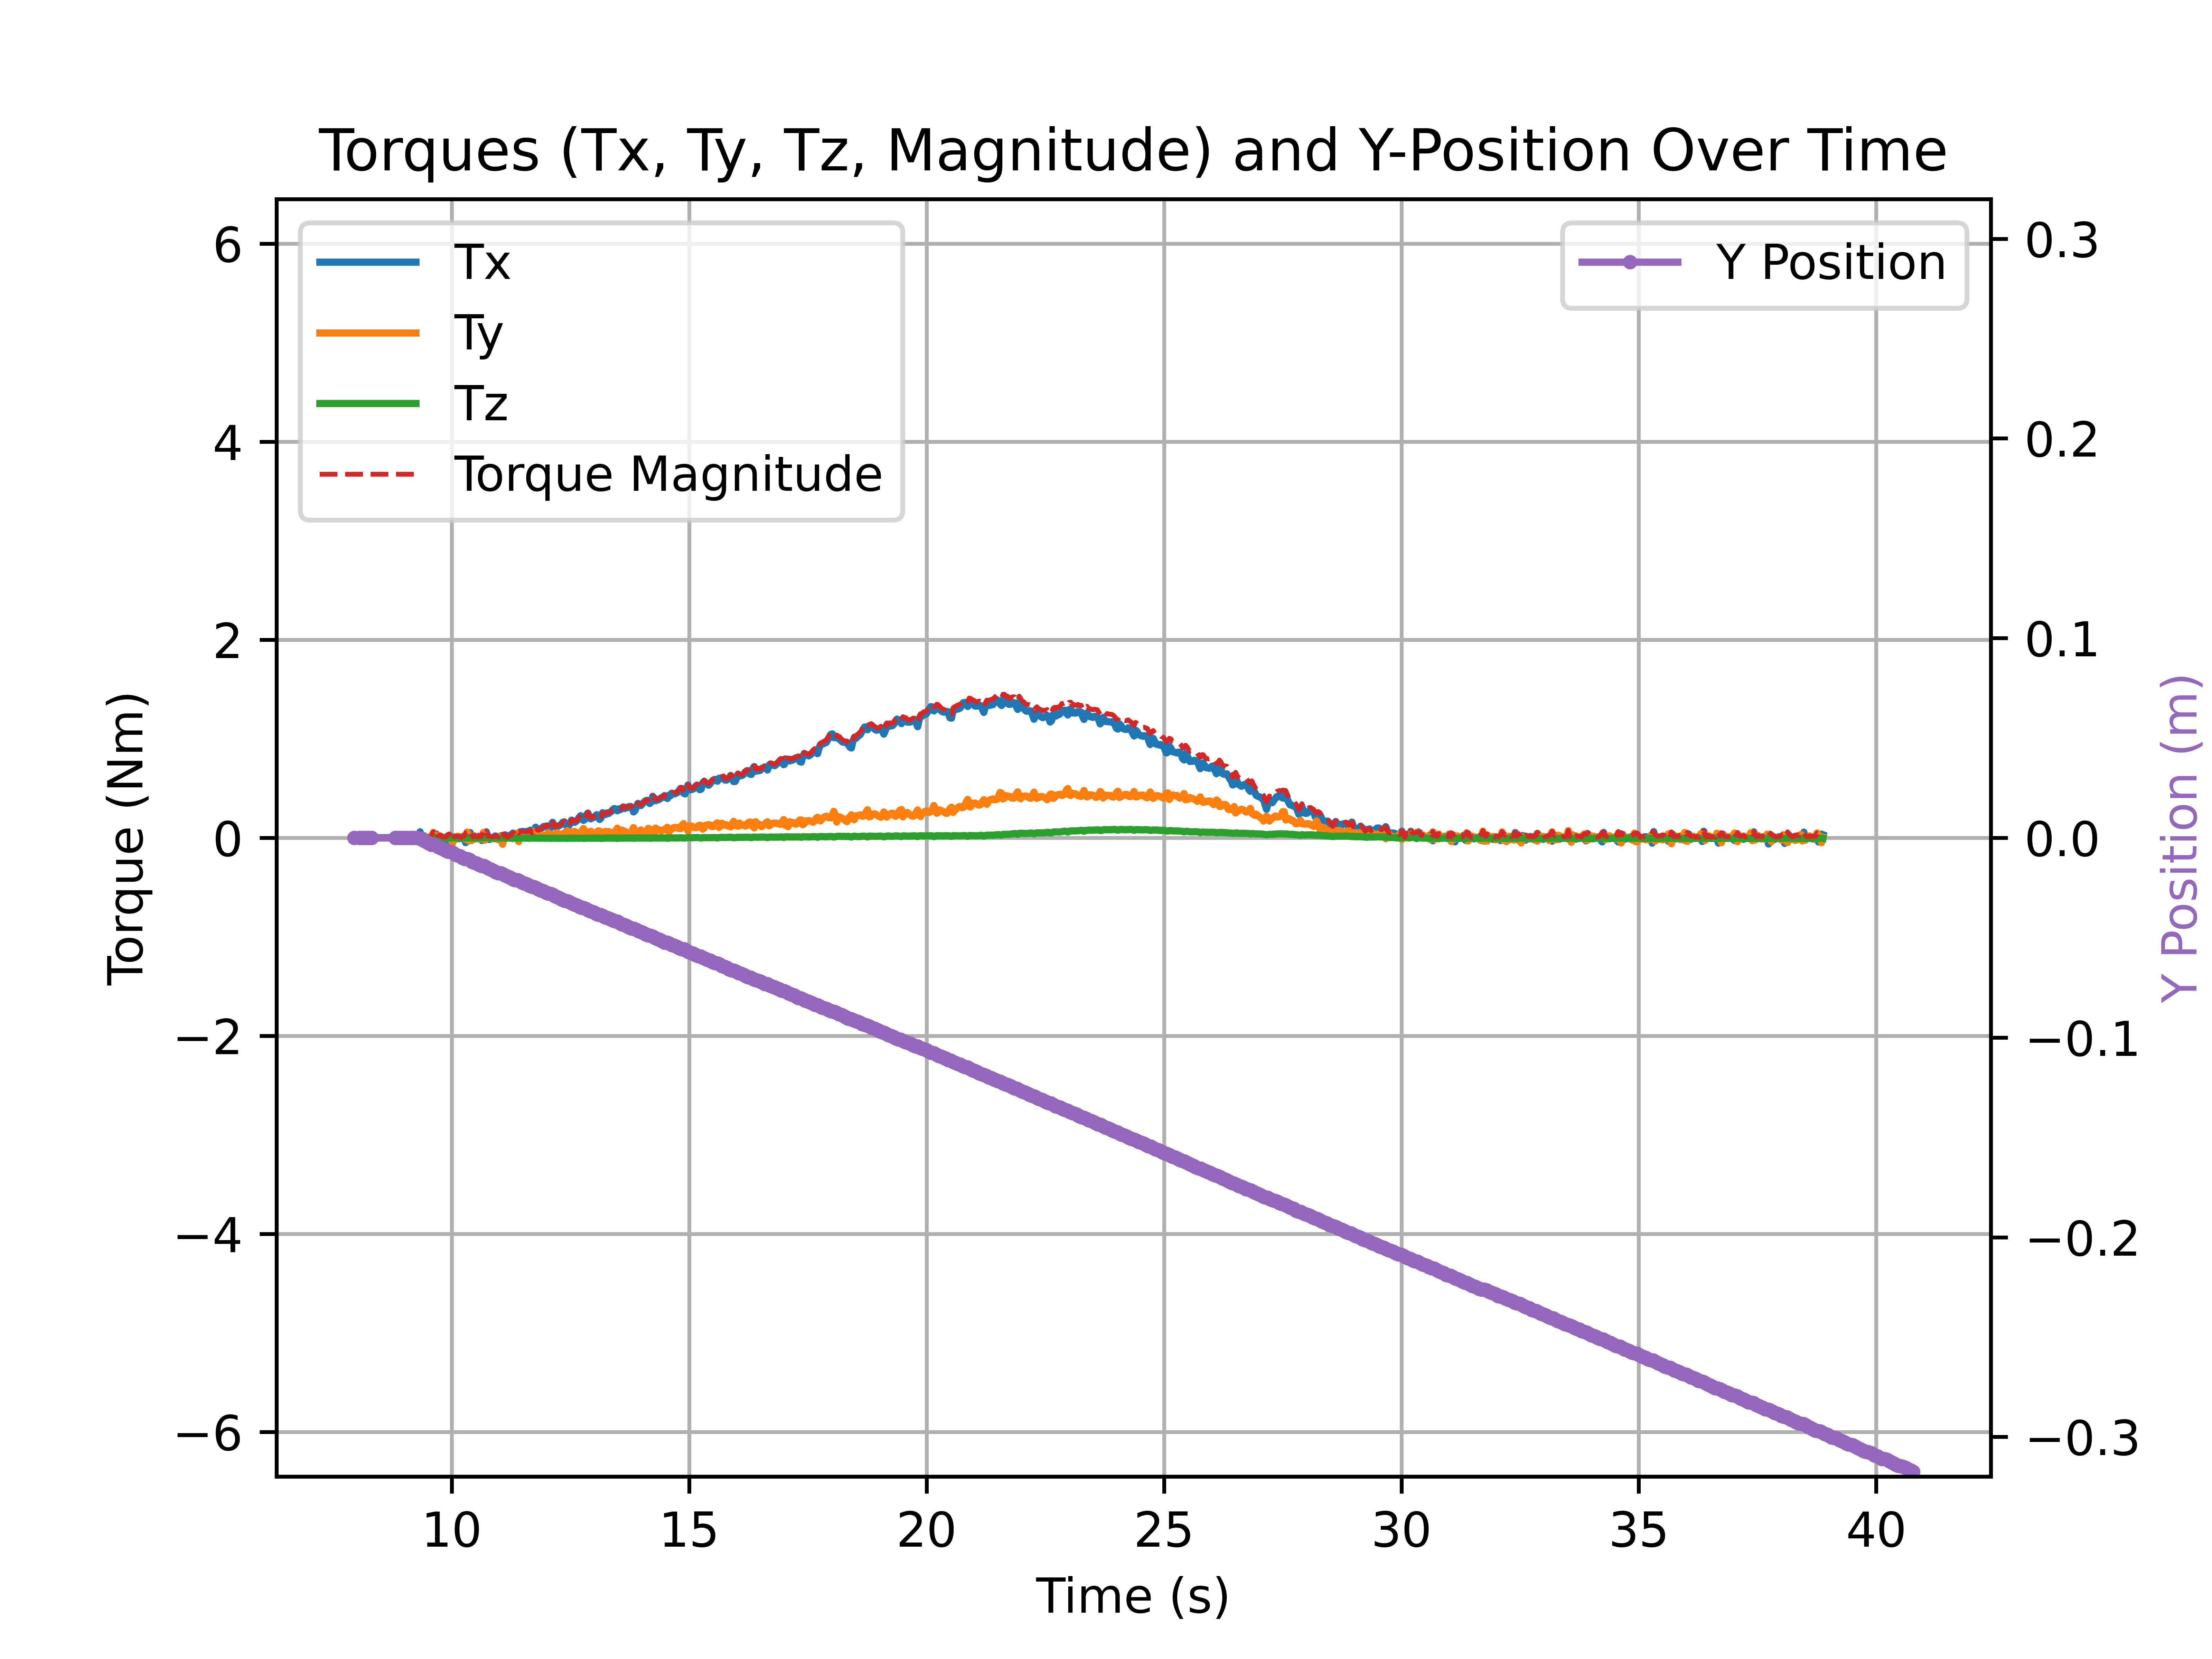 Torques (Tx, Ty, Tz, Magnitude) and Y-Position Over Time
Tx
Ty
Tz
Torque Magnitude
Y Position
6
4
2
0
−2
−4
−6
Torque (Nm)
0.3
0.2
0.1
0.0
−0.1
−0.2
−0.3
Y Position (m)
10 15 20 25 30 35 40
Time (s)